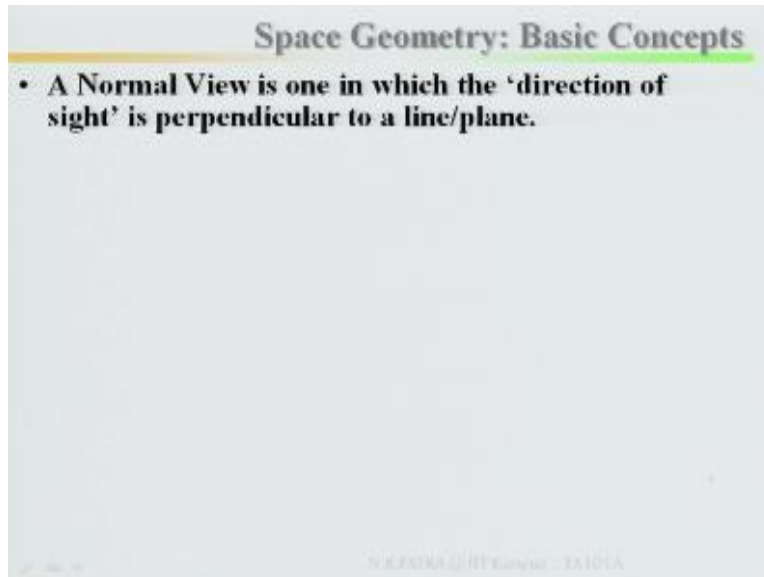 Space Geometry: Basic Concepts
• A Normal View is one in which the ‘direction of
sight’ is perpendicular to a line/plane.